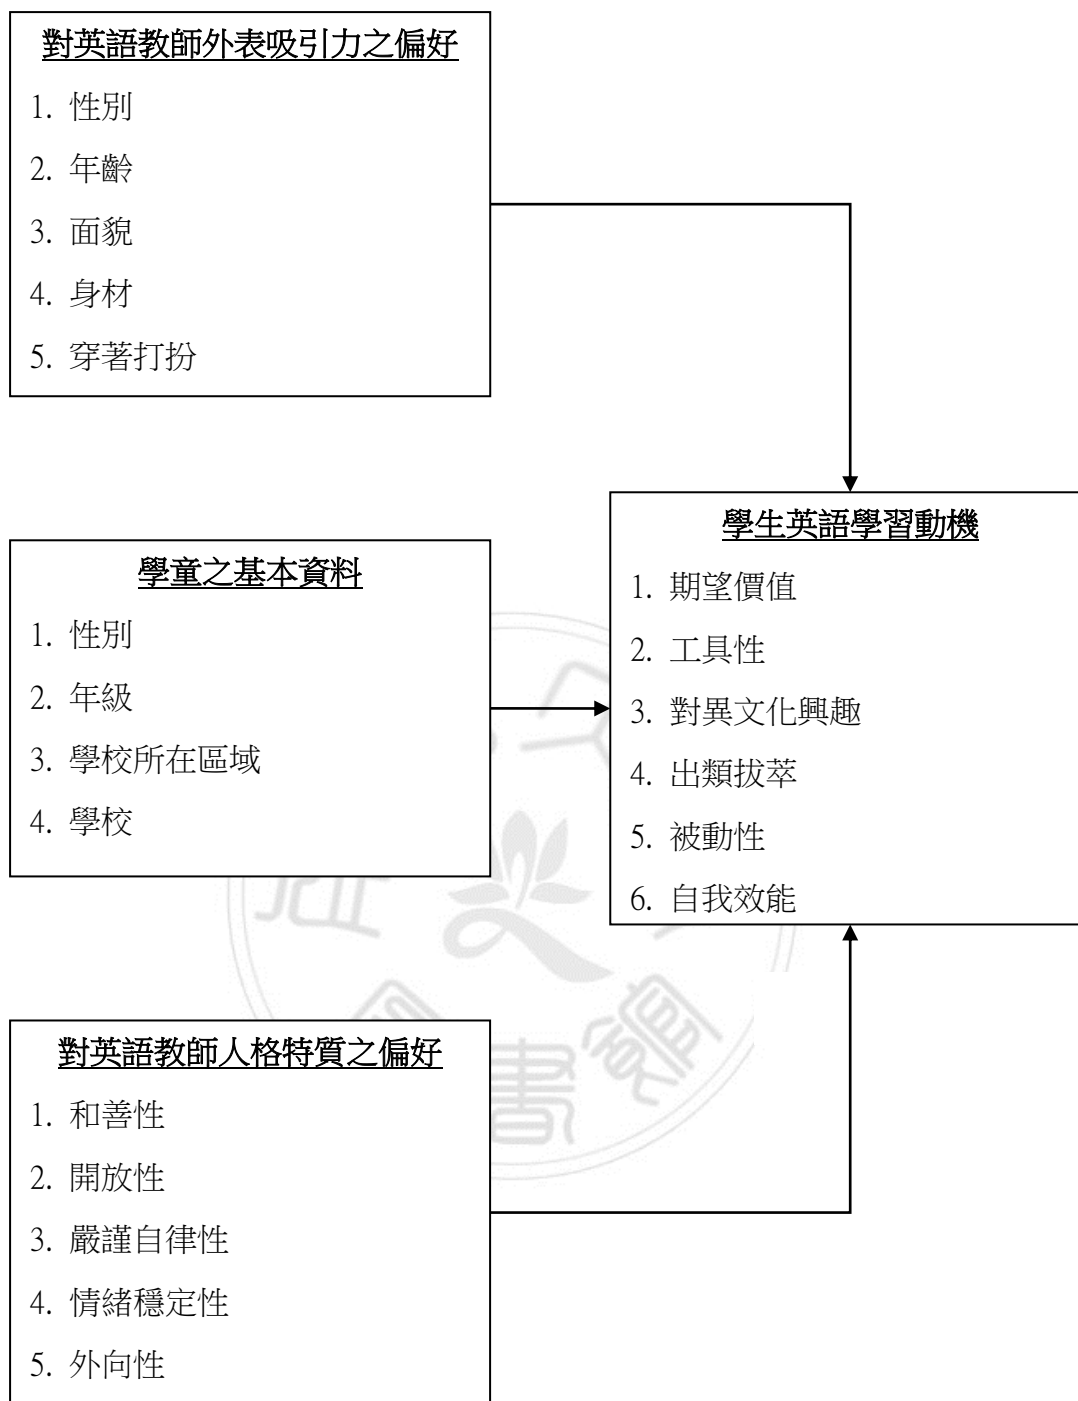 對英語教師外表吸引力之偏好
1. 性別
2. 年齡
3. 面貌
4. 身材
5. 穿著打扮
學童之基本資料
1. 性別
2. 年級
3. 學校所在區域
4. 學校
學生英語學習動機
1. 期望價值
2. 工具性
3. 對異文化興趣
4. 出類拔萃
5. 被動性
6. 自我效能
對英語教師人格特質之偏好
1. 和善性
2. 開放性
3. 嚴謹自律性
4. 情緒穩定性
5. 外向性